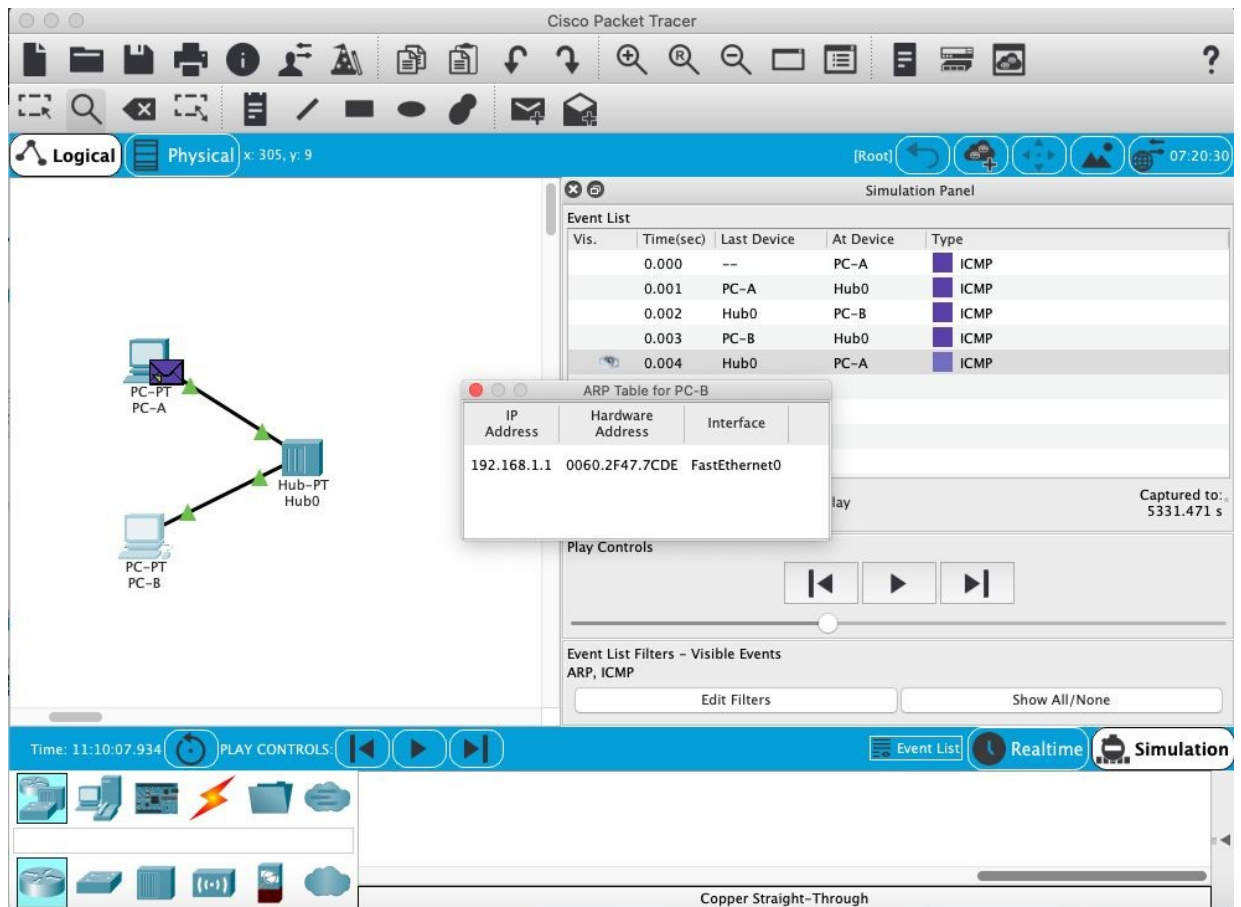 Cisco Packet Tracer
Logical
Physical
x: 305, y: 9
[Root]
07:20:30
Simulation Panel
Event List
Vis. Time(sec) Last Device At Device Type
0.000 -- PC-A ICMP
0.001 PC-A Hub0 ICMP
0.002 Hub0 PC-B ICMP
0.003 PC-B Hub0 ICMP
0.004 Hub0 PC-A ICMP
PC-PT
PC-A
Hub-PT
Hub0
PC-PT
PC-B
ARP Table for PC-B
IP Address Hardware Address Interface
192.168.1.1 0060.2F47.7CDE FastEthernet0
Captured to:
5331.471 s
Play Controls
Event List Filters - Visible Events
ARP, ICMP
Edit Filters
Show All/None
Time: 11:10:07.934
PLAY CONTROLS:
Event List
Realtime
Simulation
Copper Straight-Through